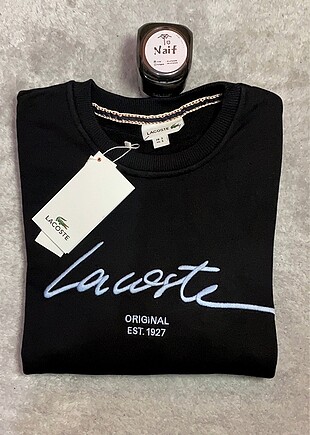 Naif
LACOSTE
LACOSTE
Lacoste
ORIGINAL
EST. 1927